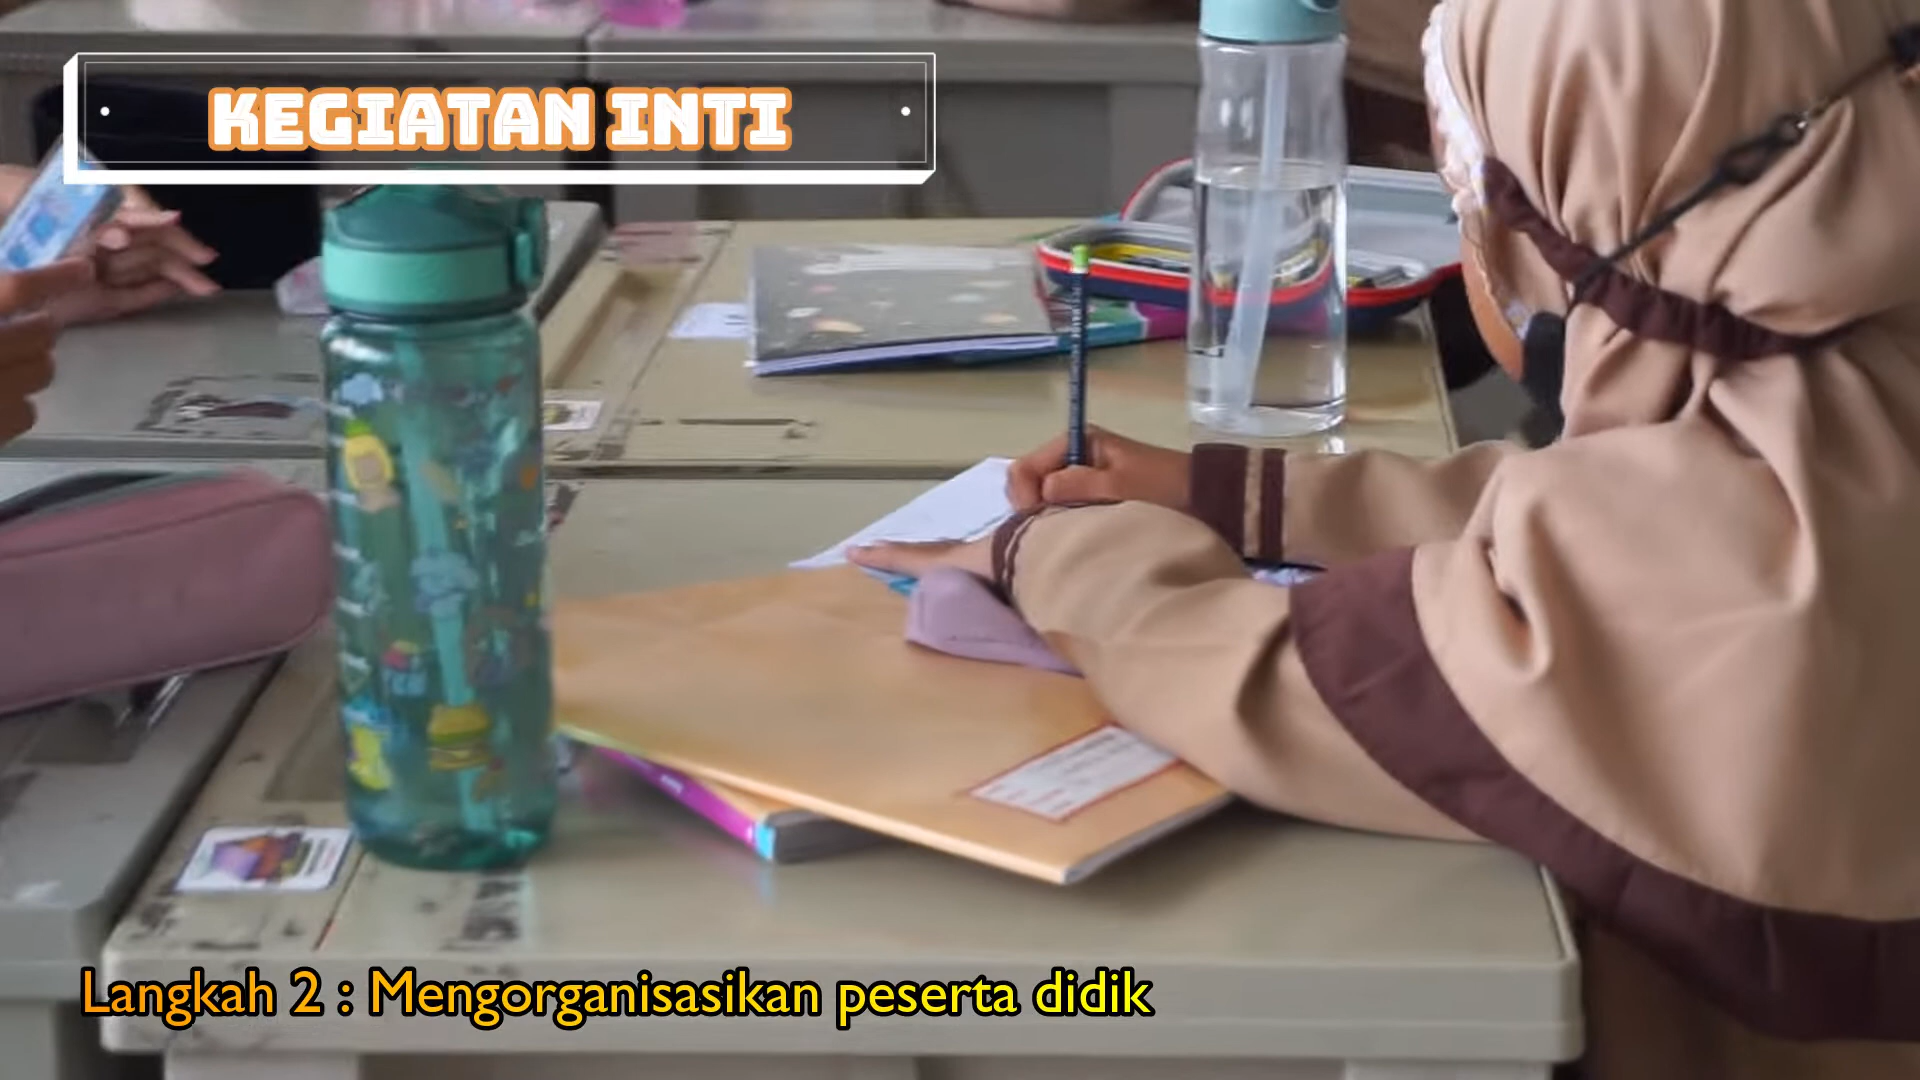 KEGIATAN INTI
Langkah 2 : Mengorganisasikan peserta didik